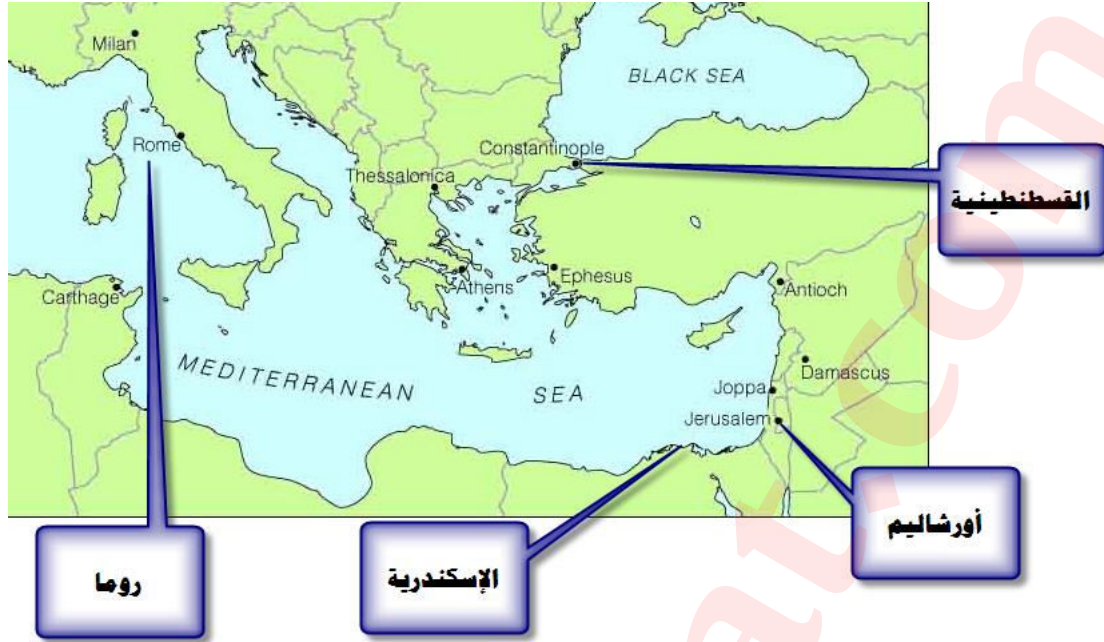 Milan
BLACK SEA
Rome
Constantinople
Thessalonica
القسطنطينية
Carthage
Athens
Ephesus
Antioch
MEDITERRANEAN SEA
Damascus
Joppa
Jerusalem
أورشاليم
الإسكندرية
روما